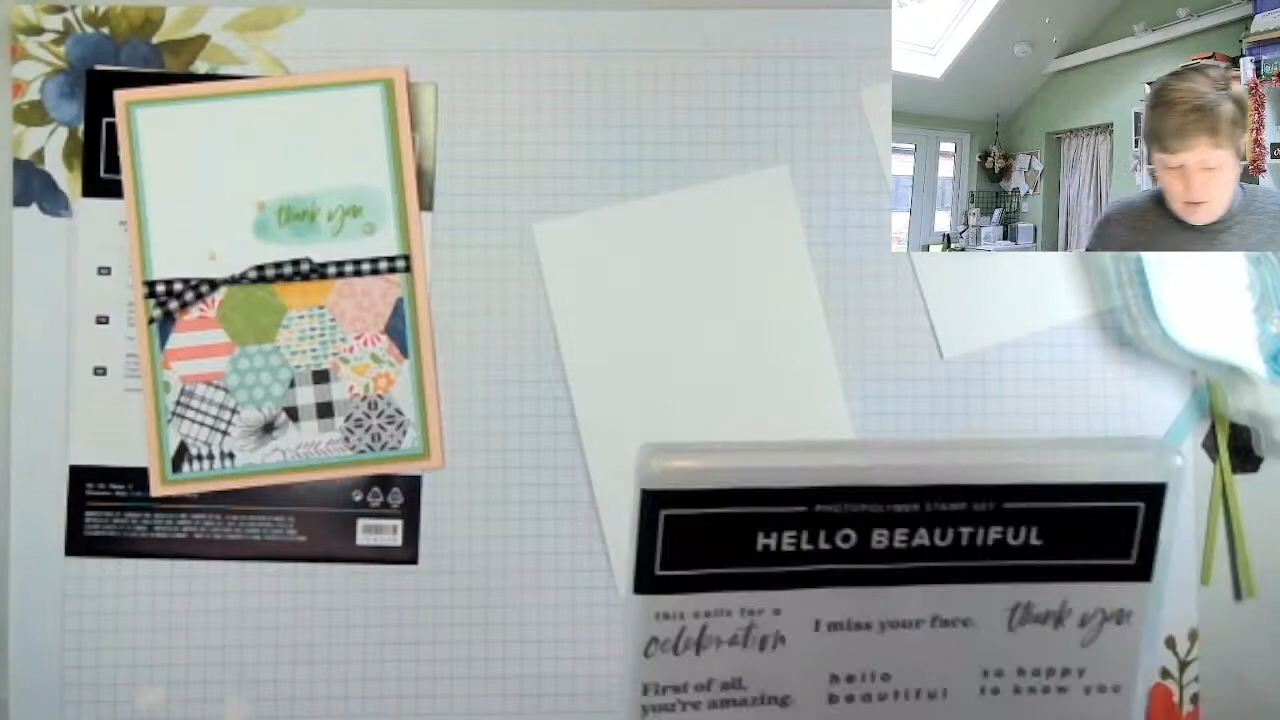 thank you
PHOTOPOLYMER STAMP SET
HELLO BEAUTIFUL
this calls for a
celebration
I miss your face.
thank you
First of all,
you're amazing.
hello
beautiful
so happy
to know you